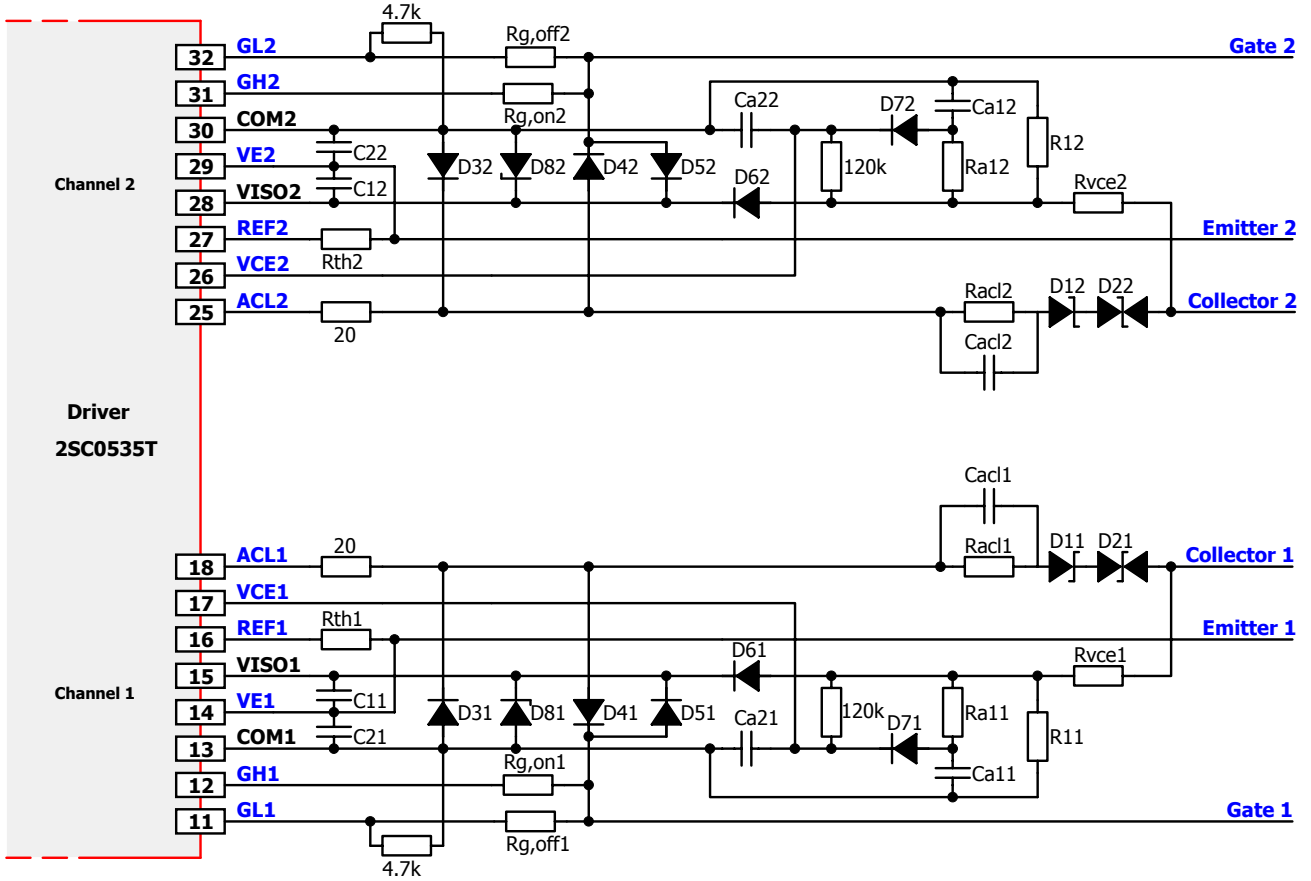 4.7k
32 GL2 Rg,off2 Gate 2
31 GH2 Rg,on2
30 COM2 Ca22 D72 Ca12 R12
29 VE2 C22
Channel 2 D32 D82 D42 D52 120k Ra12
C12 D62 Rvce2
28 VISO2
27 REF2 Rth2 Emitter 2
26 VCE2
25 ACL2 20 Racl2 D12 D22 Collector 2
Cacl2
Driver
2SC0535T
Cacl1
18 ACL1 20 Racl1 D11 D21 Collector 1
17 VCE1
16 REF1 Rth1 Emitter 1
15 VISO1 D61 Rvce1
Channel 1 C11
14 VE1 D31 D81 D41 D51 Ca21 120k D71 Ra11 R11
C21
13 COM1 Ca11
12 GH1 Rg,on1
11 GL1 Rg,off1 Gate 1
4.7k